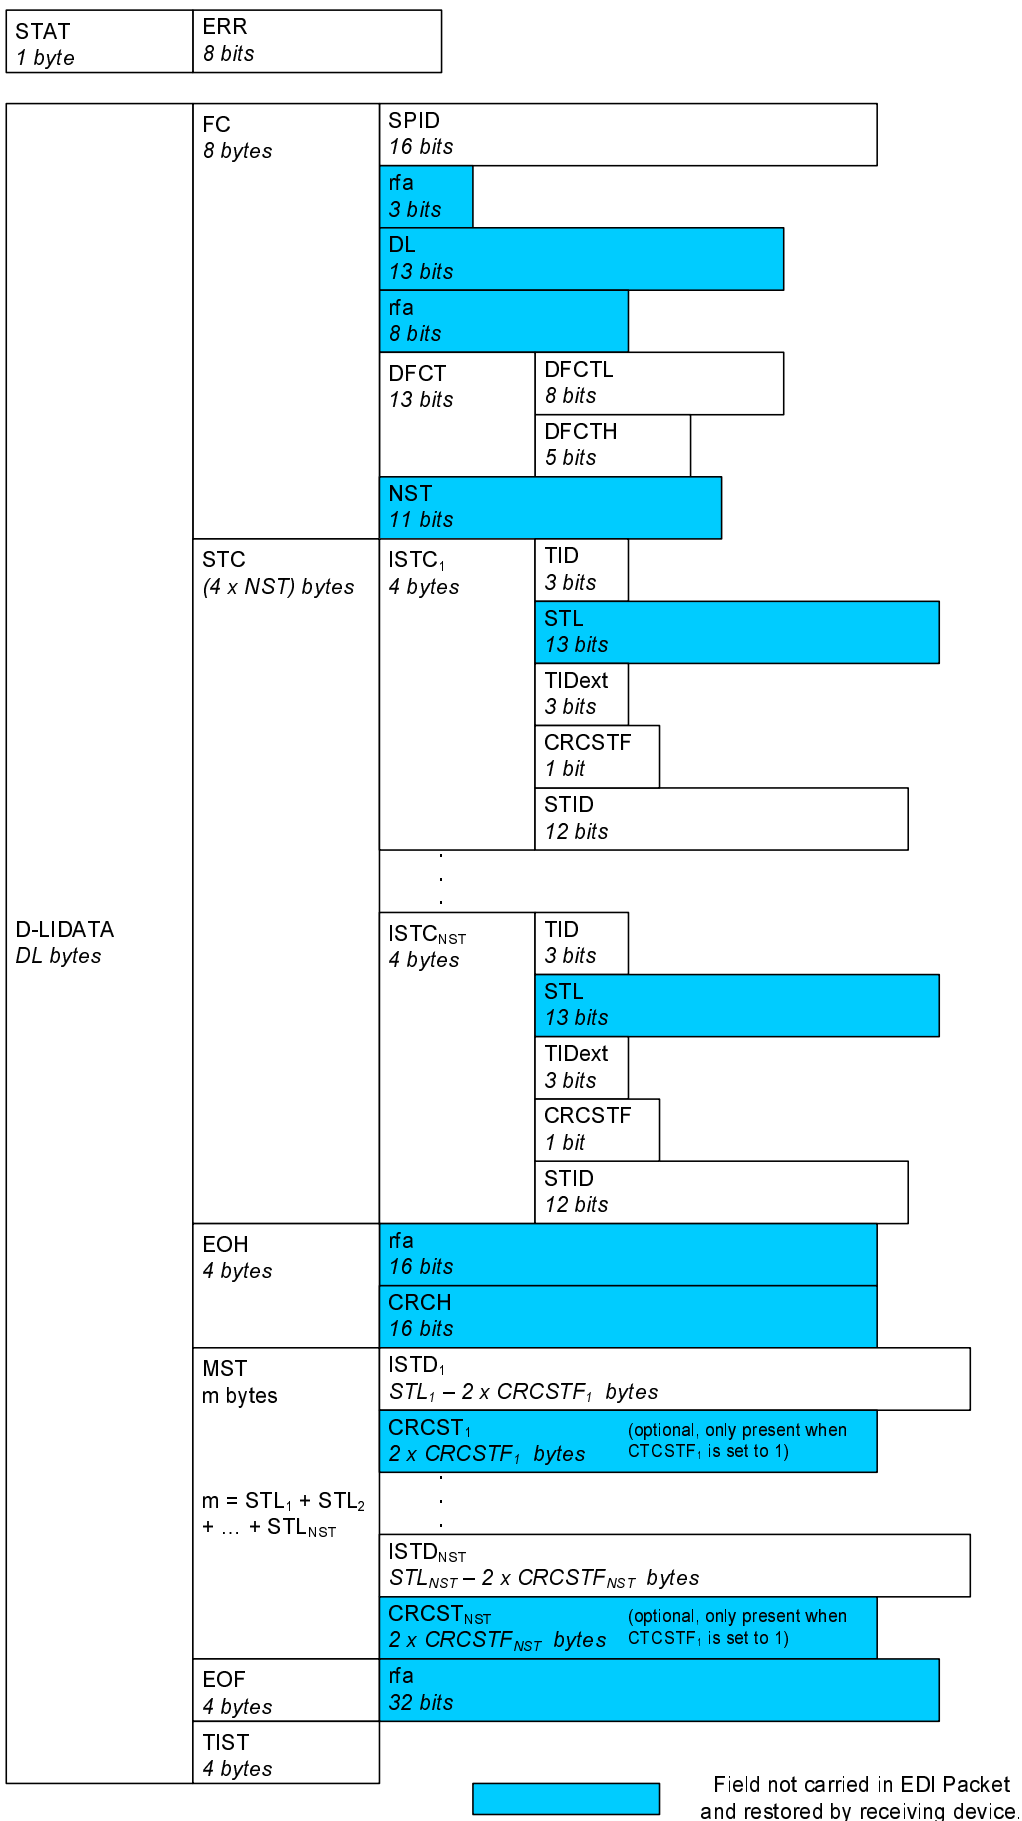 STAT
1 byte
ERR
8 bits
FC
8 bytes
SPID
16 bits
rfa
3 bits
DL
13 bits
rfa
8 bits
DFCT
13 bits
DFCTL
8 bits
DFCTH
5 bits
NST
11 bits
STC
(4 x NST) bytes
ISTC1
4 bytes
TID
3 bits
STL
13 bits
TIDext
3 bits
CRCSTF
1 bit
STID
12 bits
.
.
.
D-LIDATA
DL bytes
ISTCNST
4 bytes
TID
3 bits
STL
13 bits
TIDext
3 bits
CRCSTF
1 bit
STID
12 bits
EOH
4 bytes
rfa
16 bits
CRCH
16 bits
MST
m bytes
m = STL1 + STL2
+ ... + STLNST
ISTD1
STL1 – 2 x CRCSTF1 bytes
CRCST1
2 x CRCSTF1 bytes
(optional, only present when
CTCSTF1 is set to 1)
.
.
.
ISTDNST
STLNST – 2 x CRCSTFNST bytes
CRCSTNST
2 x CRCSTFNST bytes
(optional, only present when
CTCSTF1 is set to 1)
EOF
4 bytes
rfa
32 bits
TIST
4 bytes
Field not carried in EDI Packet
and restored by receiving device.